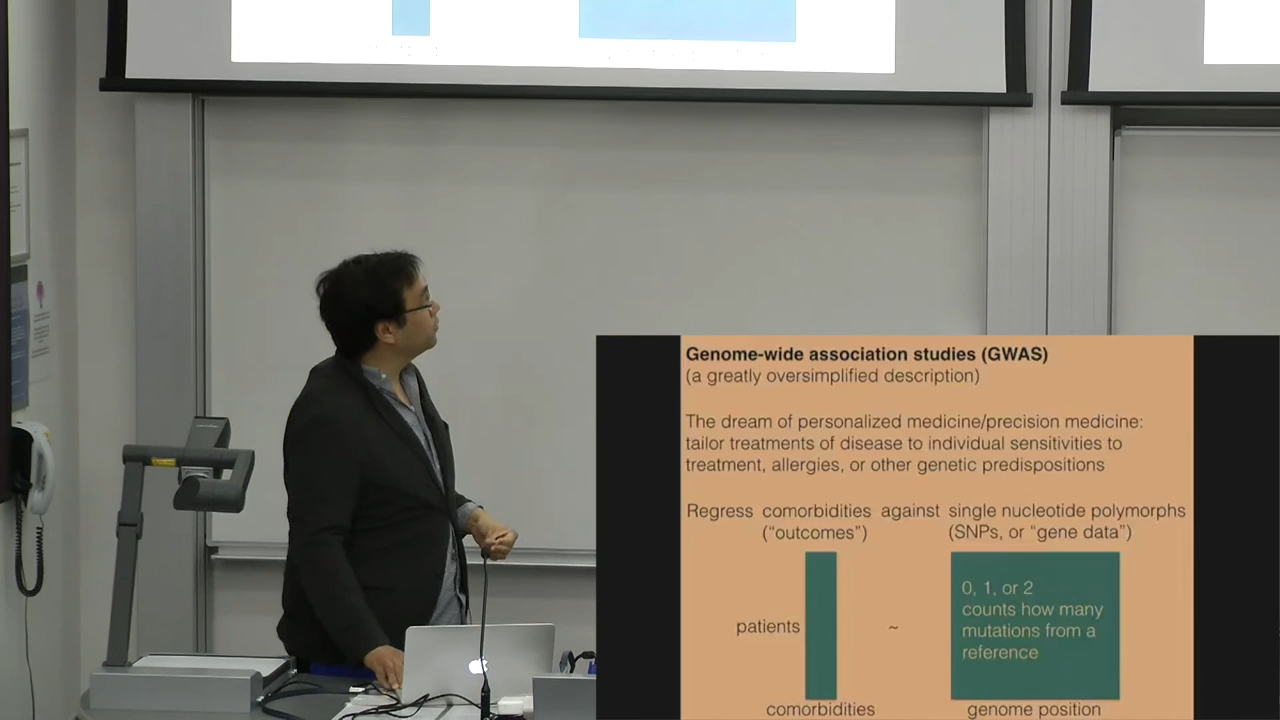 Genome-wide association studies (GWAS)
(a greatly oversimplified description)
The dream of personalized medicine/precision medicine:
tailor treatments of disease to individual sensitivities to
treatment, allergies, or other genetic predispositions
Regress comorbidities against single nucleotide polymorphs
("outcomes") (SNPs, or "gene data")
0, 1, or 2
counts how many
patients ~ mutations from a
reference
comorbidities genome position